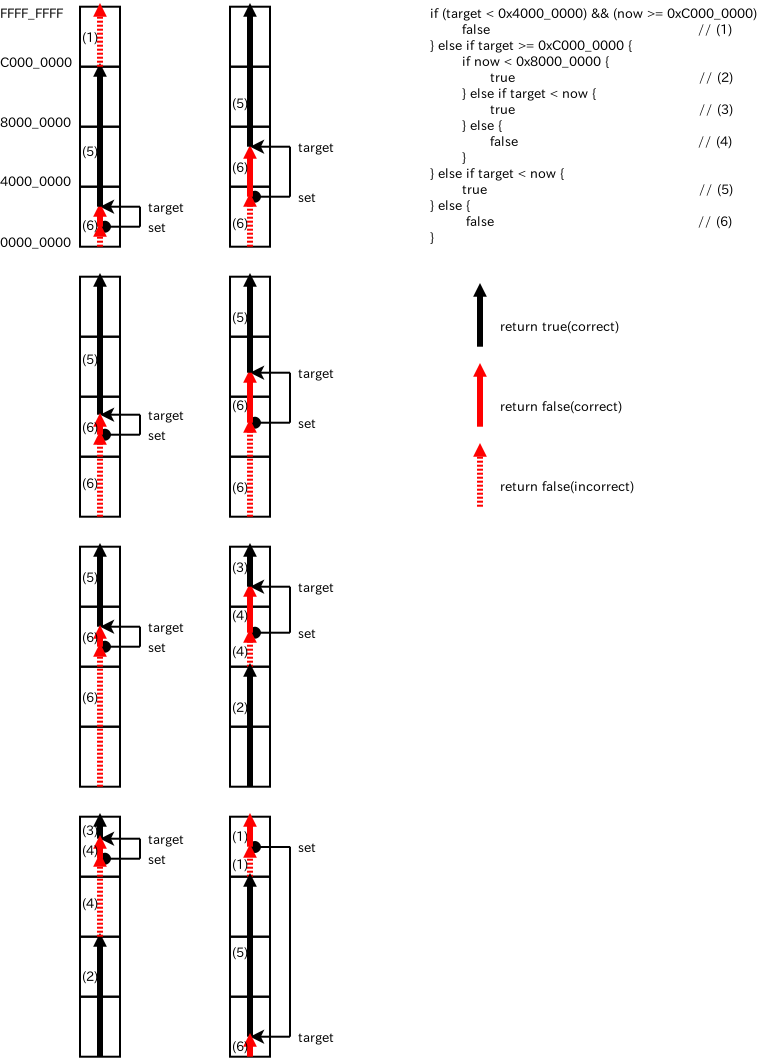 FFFF_FFFF
(1)
C000_0000
8000_0000
(5)
4000_0000
target
(6)
set
0000_0000
(5)
target
(6)
set
(6)
if (target < 0x4000_0000) && (now >= 0xC000_0000)
false // (1)
} else if target >= 0xC000_0000 {
if now < 0x8000_0000 {
true // (2)
} else if target < now {
true // (3)
} else {
false // (4)
}
} else if target < now {
true // (5)
} else {
false // (6)
}
(5)
target
(6)
set
(6)
(5)
target
(6)
set
(6)
return true(correct)
return false(correct)
return false(incorrect)
(5)
target
(6)
set
(6)
(3)
target
(4)
set
(4)
(2)
(3)
target
(4)
set
(4)
(2)
(1)
set
(1)
(5)
target
(6)